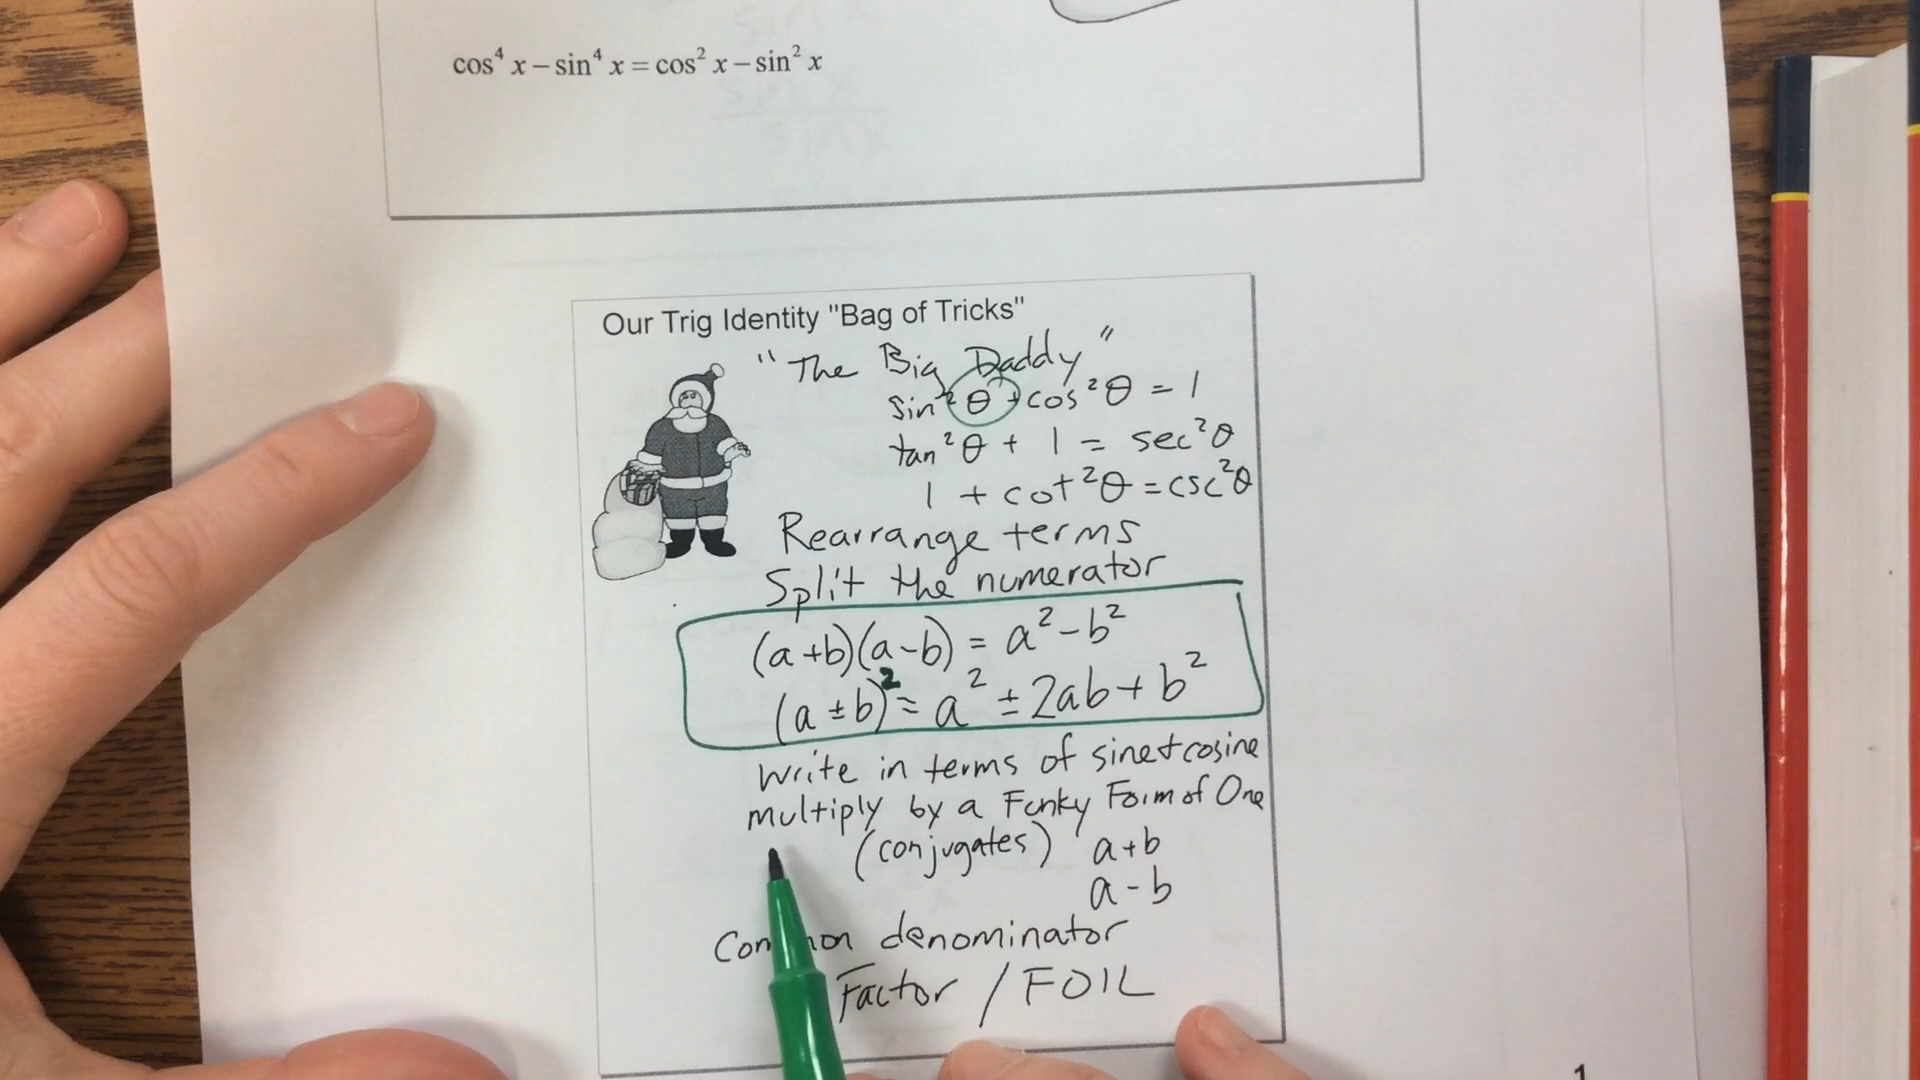 cos⁴ x − sin⁴ x = cos² x − sin² x
Our Trig Identity "Bag of Tricks"
"The Big Daddy"
sin²θ + cos²θ = 1
tan²θ + 1 = sec²θ
1 + cot²θ = csc²θ
Rearrange terms
Split the numerator
(a+b)(a-b) = a²-b²
(a ± b)² = a² ± 2ab + b²
Write in terms of sine + cosine
multiply by a Funky Form of One
(conjugates) a+b
a-b
Common denominator
Factor / FOIL
1